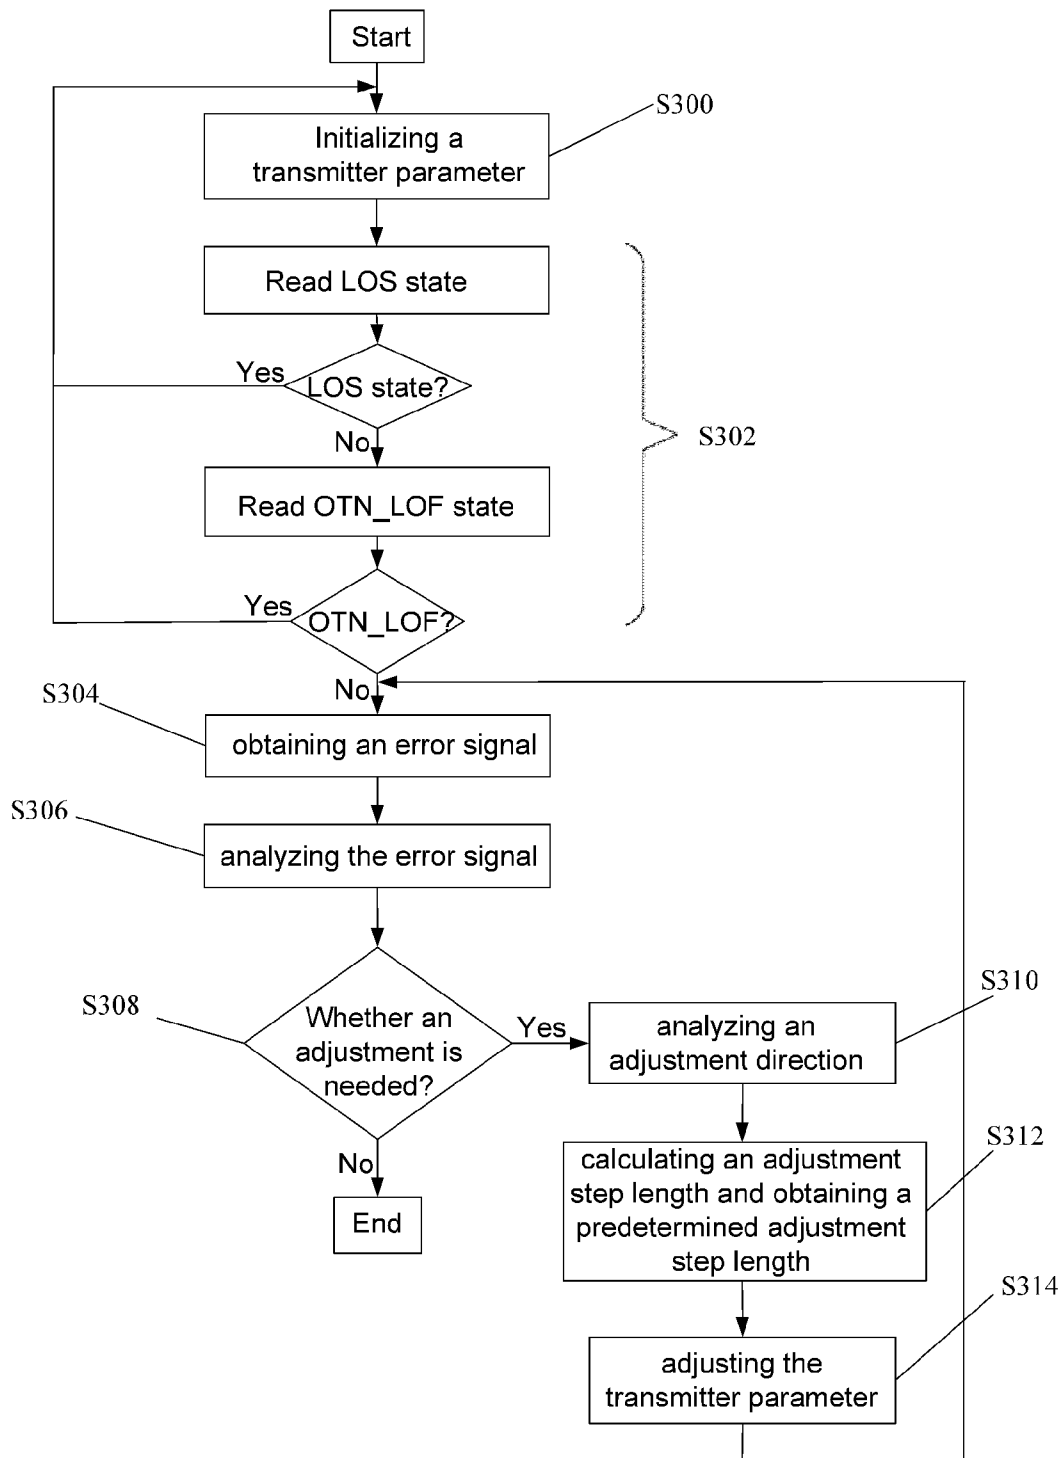 Start
S300
Initializing a
transmitter parameter
Read LOS state
Yes
LOS state?
No
S302
Read OTN_LOF state
Yes
OTN_LOF?
No
S304
obtaining an error signal
S306
analyzing the error signal
S308
Whether an
adjustment is
needed?
Yes
S310
analyzing an
adjustment direction
No
End
S312
calculating an adjustment
step length and obtaining a
predetermined adjustment
step length
S314
adjusting the
transmitter parameter